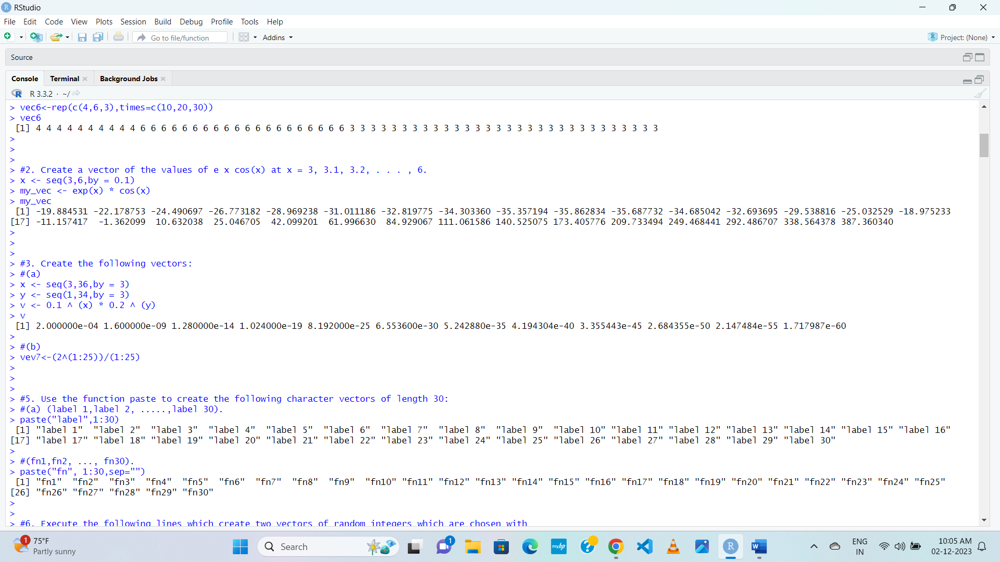 RStudio
File Edit Code View Plots Session Build Debug Profile Tools Help
Go to file/function Addins Project: (None)
Source
Console Terminal Background Jobs
R 3.3.2 · ~/
> vec6<-rep(c(4,6,3),times=c(10,20,30))
> vec6
[1] 4 4 4 4 4 4 4 4 4 4 6 6 6 6 6 6 6 6 6 6 6 6 6 6 6 6 6 6 6 6 3 3 3 3 3 3 3 3 3 3 3 3 3 3 3 3 3 3 3 3 3 3 3 3 3 3 3 3 3 3
>
>
>
> #2. Create a vector of the values of e x cos(x) at x = 3, 3.1, 3.2, . . . , 6.
> x <- seq(3,6,by = 0.1)
> my_vec <- exp(x) * cos(x)
> my_vec
[1] -19.884531 -22.178753 -24.490697 -26.773182 -28.969238 -31.011186 -32.819775 -34.303360 -35.357194 -35.862834 -35.687732 -34.685042 -32.693695 -29.538816 -25.032529 -18.975233
[17] -11.157417 -1.362099 10.632038 25.046705 42.099201 61.996630 84.929067 111.061586 140.525075 173.405776 209.733494 249.468441 292.486707 338.564378 387.360340
>
>
>
> #3. Create the following vectors:
> #(a)
> x <- seq(3,36,by = 3)
> y <- seq(1,34,by = 3)
> v <- 0.1 ^ (x) * 0.2 ^ (y)
> v
[1] 2.000000e-04 1.600000e-09 1.280000e-14 1.024000e-19 8.192000e-25 6.553600e-30 5.242880e-35 4.194304e-40 3.355443e-45 2.684355e-50 2.147484e-55 1.717987e-60
>
> #(b)
> vev7<-(2^(1:25))/(1:25)
>
>
>
> #5. Use the function paste to create the following character vectors of length 30:
> #(a) (label 1,label 2, .....,label 30).
> paste("label",1:30)
[1] "label 1" "label 2" "label 3" "label 4" "label 5" "label 6" "label 7" "label 8" "label 9" "label 10" "label 11" "label 12" "label 13" "label 14" "label 15" "label 16"
[17] "label 17" "label 18" "label 19" "label 20" "label 21" "label 22" "label 23" "label 24" "label 25" "label 26" "label 27" "label 28" "label 29" "label 30"
>
> #(fn1,fn2, ..., fn30).
> paste("fn", 1:30,sep="")
[1] "fn1" "fn2" "fn3" "fn4" "fn5" "fn6" "fn7" "fn8" "fn9" "fn10" "fn11" "fn12" "fn13" "fn14" "fn15" "fn16" "fn17" "fn18" "fn19" "fn20" "fn21" "fn22" "fn23" "fn24" "fn25"
[26] "fn26" "fn27" "fn28" "fn29" "fn30"
>
>
> #6. Execute the following lines which create two vectors of random integers which are chosen with
1 75°F
Partly sunny
Search 1 myhp
ENG
IN
10:05 AM
02-12-2023